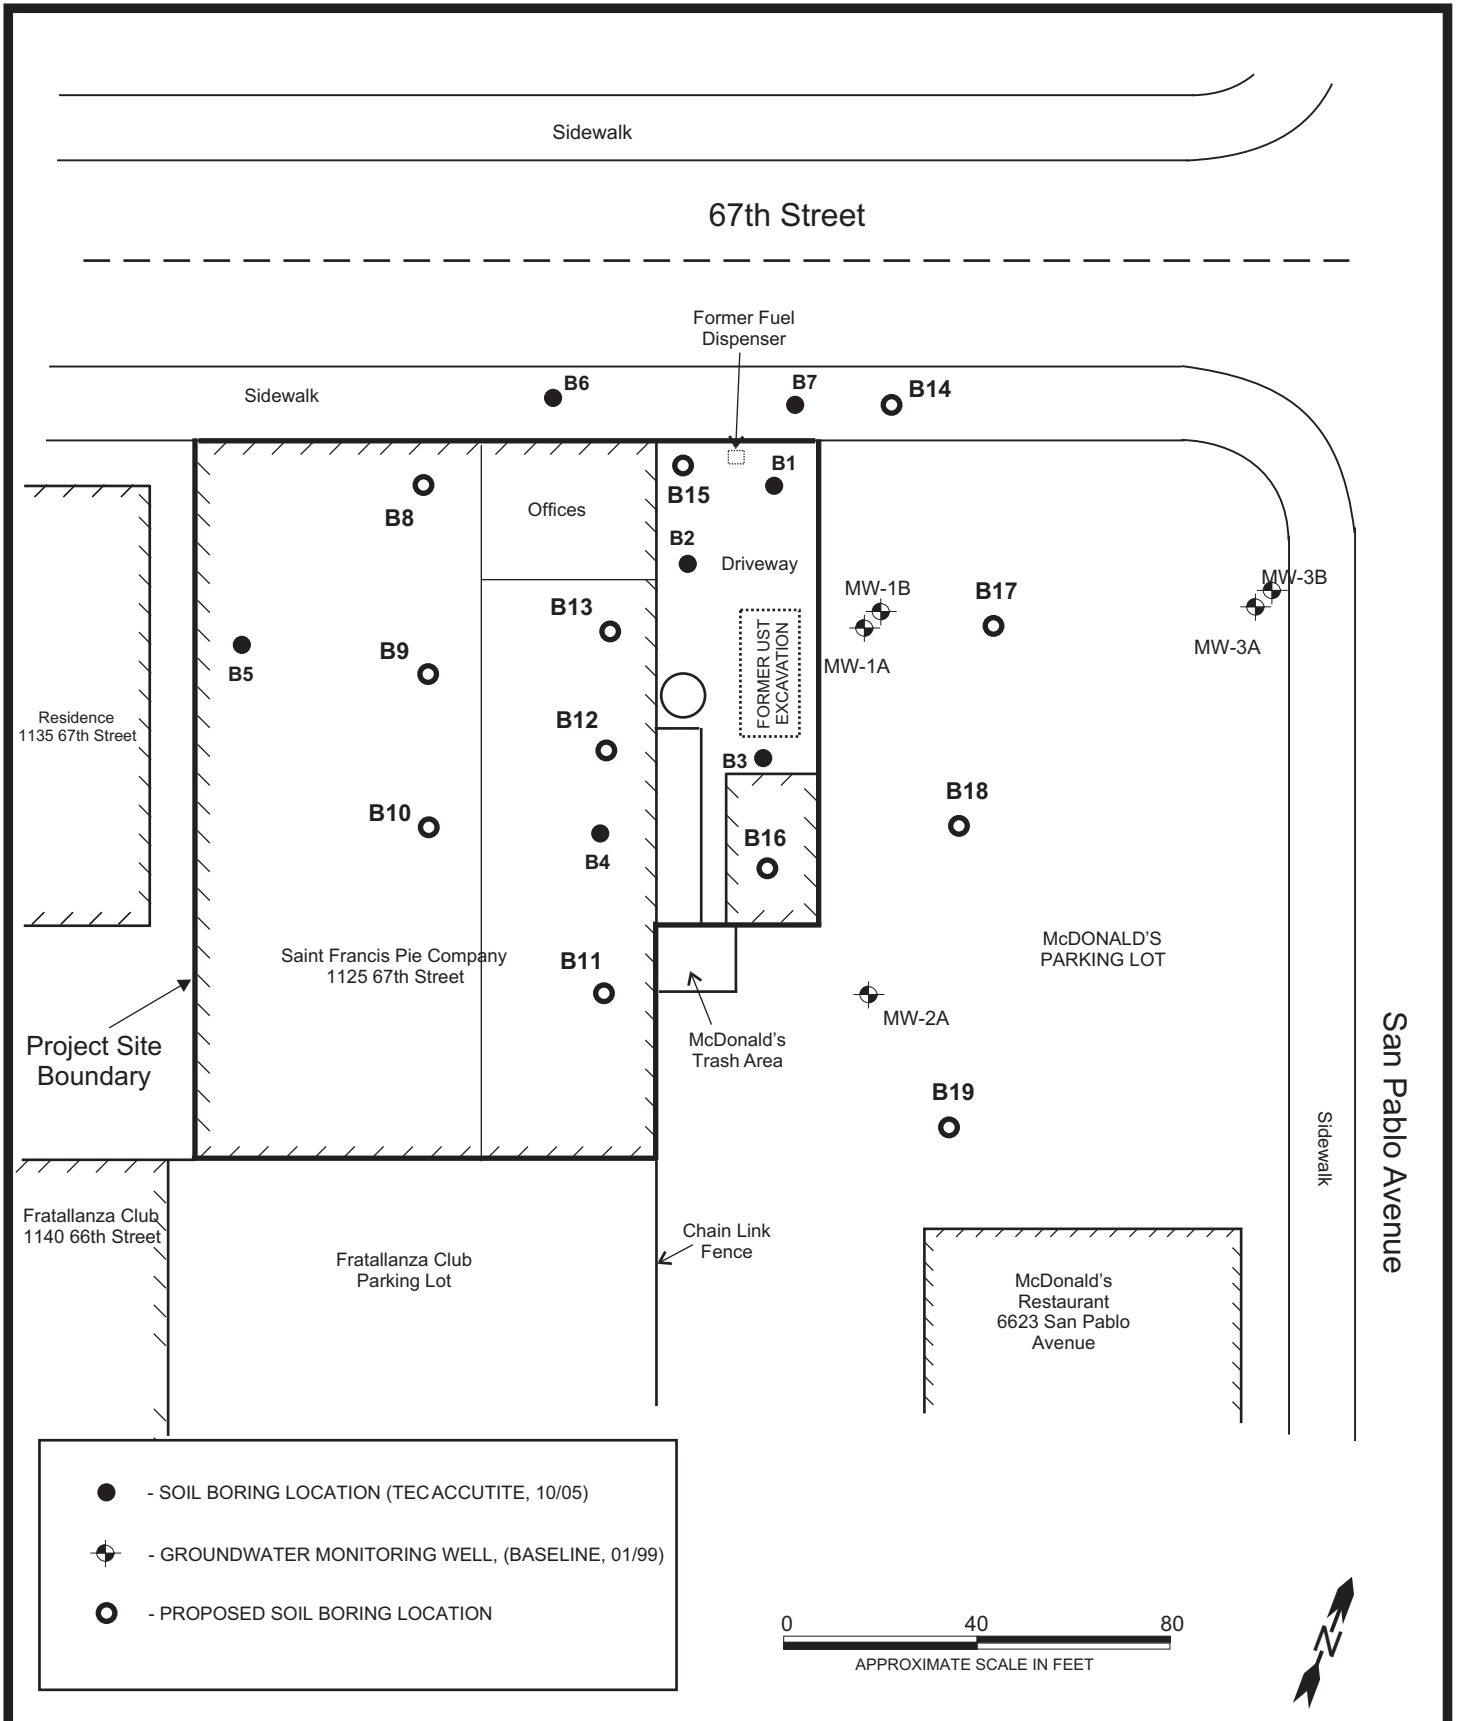 Sidewalk
67th Street
Former Fuel
Dispenser
Sidewalk
B6
B7
B14
B15
B1
B8
Offices
B2
Driveway
MW-1B
MW-3B
B17
B13
MW-1A
MW-3A
B5
B9
FORMER UST
EXCAVATION
Residence
1135 67th Street
B12
B3
B18
B10
B16
B4
Saint Francis Pie Company
1125 67th Street
B11
McDONALD'S
PARKING LOT
MW-2A
Project Site
Boundary
McDonald's
Trash Area
San Pablo Avenue
B19
Sidewalk
Fratallanza Club
1140 66th Street
Chain Link
Fence
Fratallanza Club
Parking Lot
McDonald's
Restaurant
6623 San Pablo
Avenue
- SOIL BORING LOCATION (TEC ACCUTITE, 10/05)
- GROUNDWATER MONITORING WELL, (BASELINE, 01/99)
- PROPOSED SOIL BORING LOCATION
0 40 80
APPROXIMATE SCALE IN FEET
N